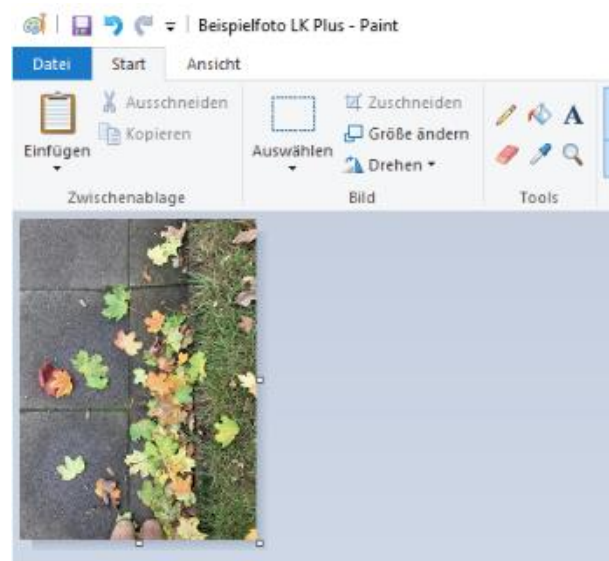 Beispielfoto LK Plus - Paint
Datei Start Ansicht
Einfügen
Ausschneiden
Kopieren
Zwischenablage
Auswählen
Zuschneiden
Größe ändern
Drehen
Bild
A
Tools